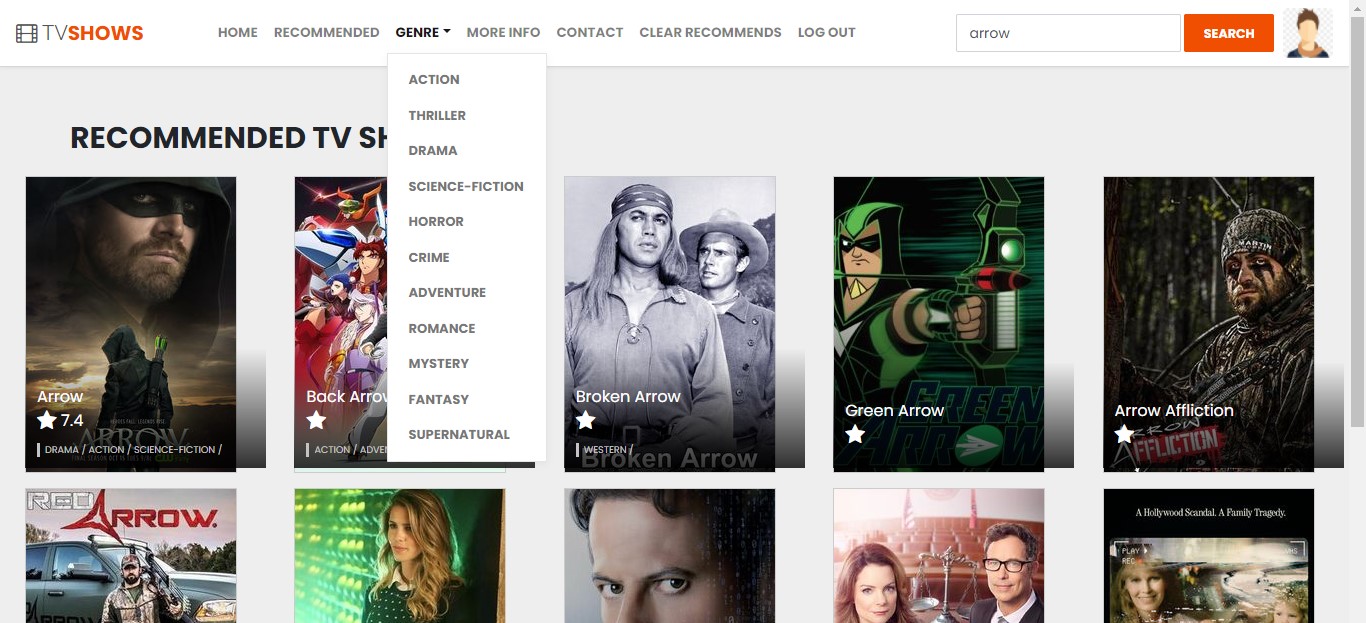 TVSHOWS
HOME RECOMMENDED GENRE MORE INFO CONTACT CLEAR RECOMMENDS LOG OUT
arrow SEARCH
ACTION
THRILLER
DRAMA
SCIENCE-FICTION
HORROR
CRIME
ADVENTURE
ROMANCE
MYSTERY
FANTASY
SUPERNATURAL
RECOMMENDED TV SH
Arrow
7.4
ARROW
DRAMA / ACTION / SCIENCE-FICTION /
Back Arrow
ACTION / ADVEN
Broken Arrow
WESTERN /
Broken Arrow
Green Arrow
GREEN
ARROW
MARTIN
Arrow Affliction
ARROW
AFFLICTION
RED ARROW.
A Hollywood Scandal. A Family Tragedy.
PLAY VHS
REC